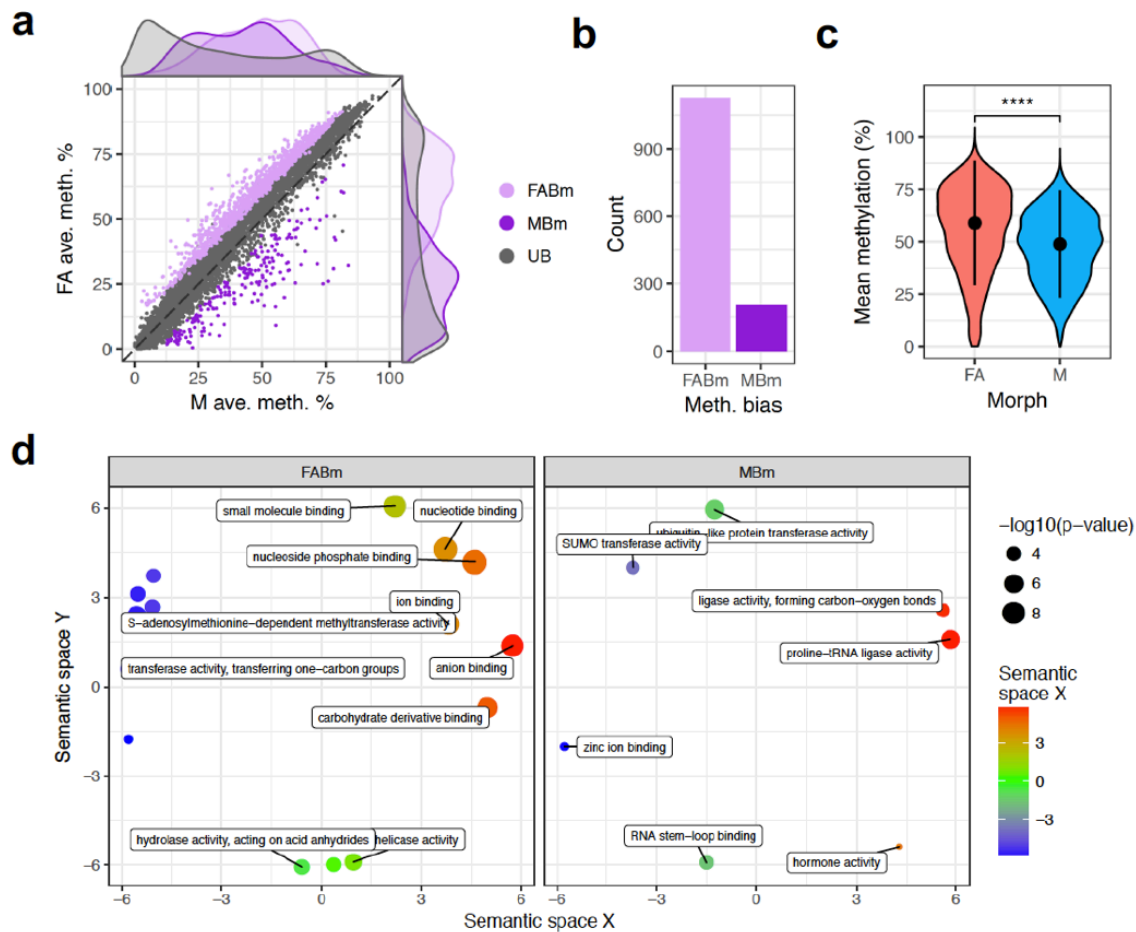 a
b
c
FA ave. meth. %
100
75
50
25
0
0
25
50
75
100
M ave. meth. %
FABm
MBm
UB
Count
900
600
300
0
FABm
MBm
Meth. bias
Mean methylation (%)
100
75
50
25
0
****
FA
M
Morph
d
FABm
MBm
Semantic space Y
6
3
0
−3
−6
small molecule binding
nucleotide binding
nucleoside phosphate binding
ion binding
S−adenosylmethionine−dependent methyltransferase activity
transferase activity, transferring one−carbon groups
anion binding
carbohydrate derivative binding
hydrolase activity, acting on acid anhydrides
helicase activity
ubiquitin−like protein transferase activity
SUMO transferase activity
ligase activity, forming carbon−oxygen bonds
proline−tRNA ligase activity
zinc ion binding
RNA stem−loop binding
hormone activity
−6
−3
0
3
6
−6
−3
0
3
6
Semantic space X
−log10(p−value)
4
6
8
Semantic
space X
3
0
−3